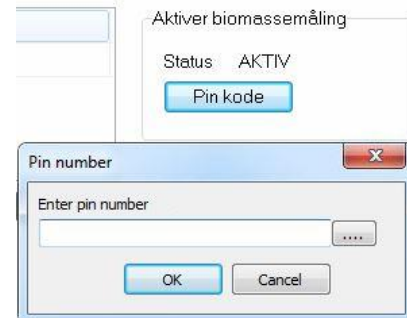 Aktiver biomassemåling
Status AKTIV
Pin kode
Pin number
X
Enter pin number
....
OK Cancel